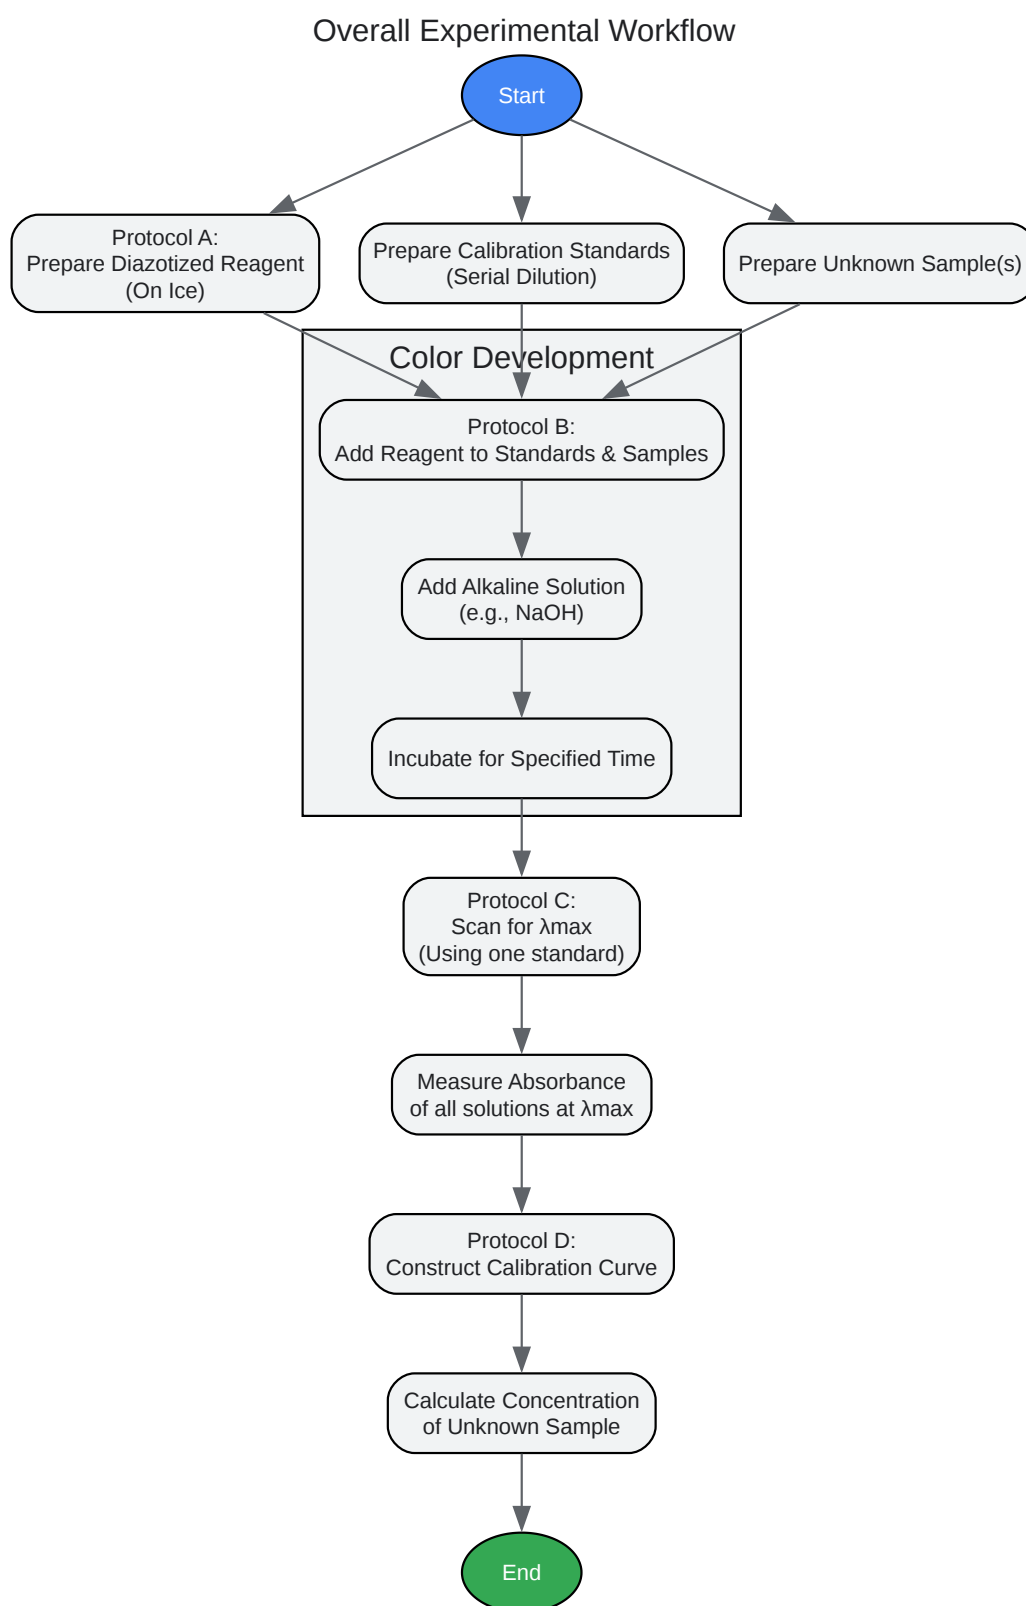 Overall Experimental Workflow
Start
Protocol A:
Prepare Diazotized Reagent
(On Ice)
Prepare Calibration Standards
(Serial Dilution)
Prepare Unknown Sample(s)
Color Development
Protocol B:
Add Reagent to Standards & Samples
Add Alkaline Solution
(e.g., NaOH)
Incubate for Specified Time
Protocol C:
Scan for λmax
(Using one standard)
Measure Absorbance
of all solutions at λmax
Protocol D:
Construct Calibration Curve
Calculate Concentration
of Unknown Sample
End